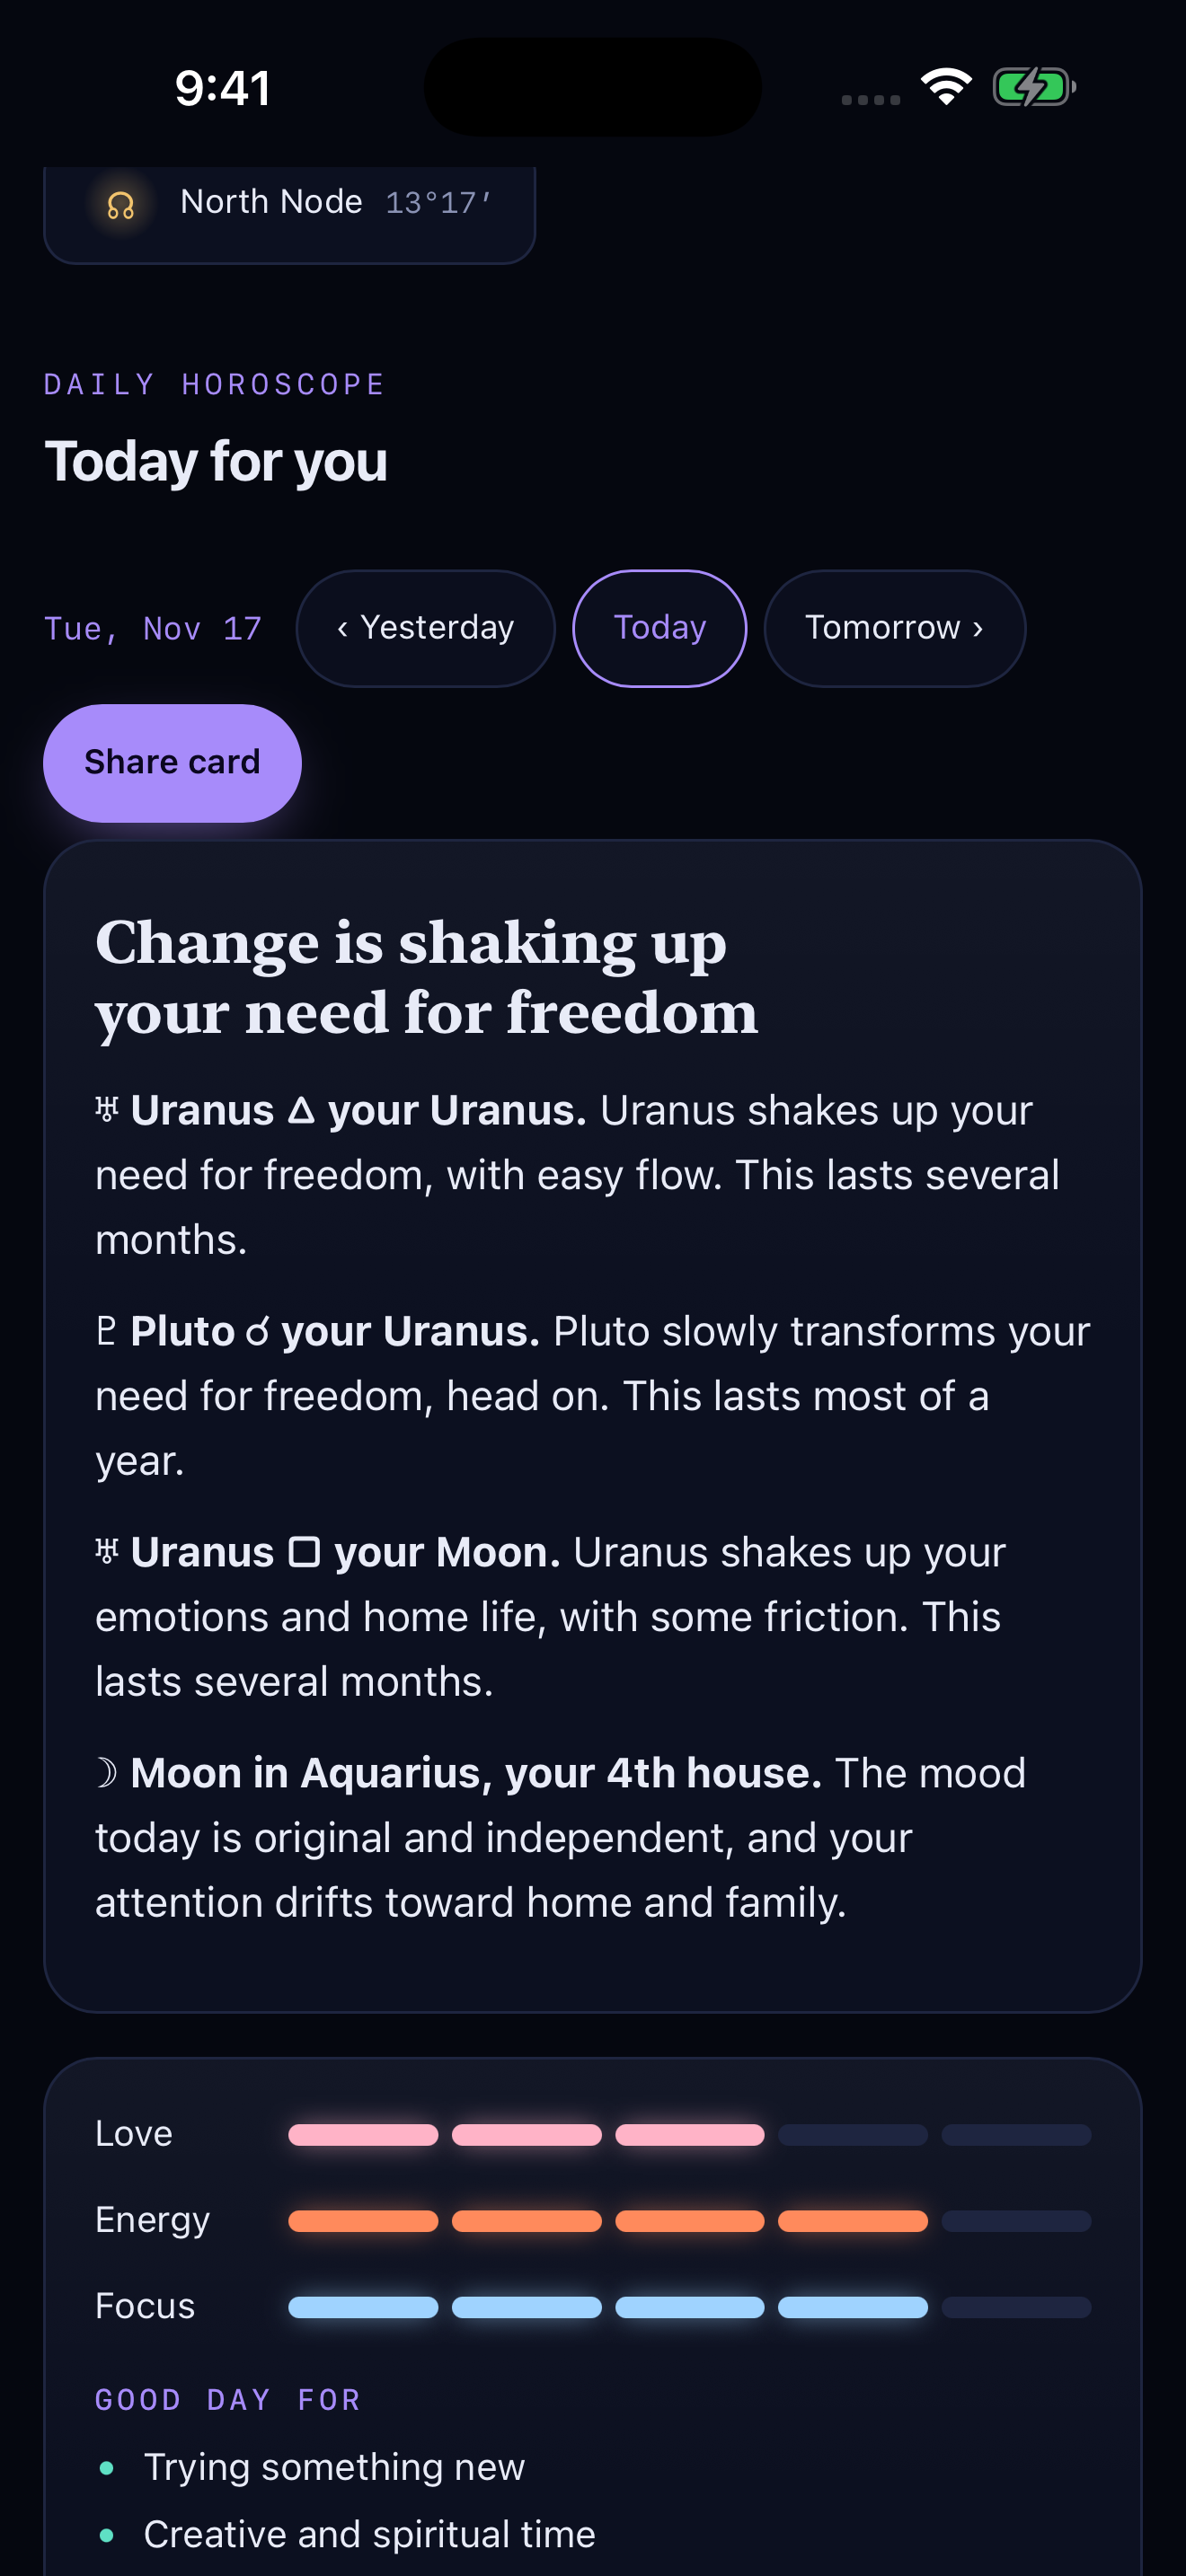 9:41
☊ North Node 13°17′
DAILY HOROSCOPE
Today for you
Tue, Nov 17 ‹ Yesterday Today Tomorrow ›
Share card
Change is shaking up
your need for freedom
♅ Uranus △ your Uranus. Uranus shakes up your
need for freedom, with easy flow. This lasts several
months.
♇ Pluto ☌ your Uranus. Pluto slowly transforms your
need for freedom, head on. This lasts most of a
year.
♅ Uranus □ your Moon. Uranus shakes up your
emotions and home life, with some friction. This
lasts several months.
☽ Moon in Aquarius, your 4th house. The mood
today is original and independent, and your
attention drifts toward home and family.
Love
Energy
Focus
GOOD DAY FOR
• Trying something new
• Creative and spiritual time